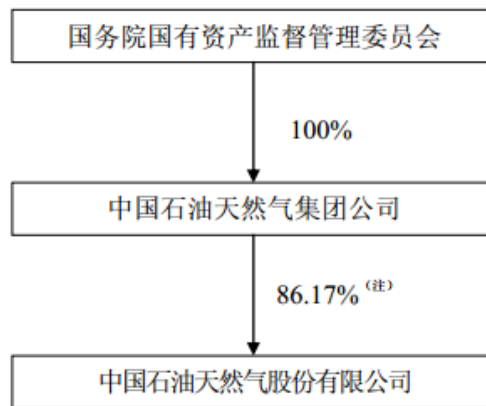 国务院国有资产监督管理委员会
100%
中国石油天然气集团公司
86.17%（注）
中国石油天然气股份有限公司